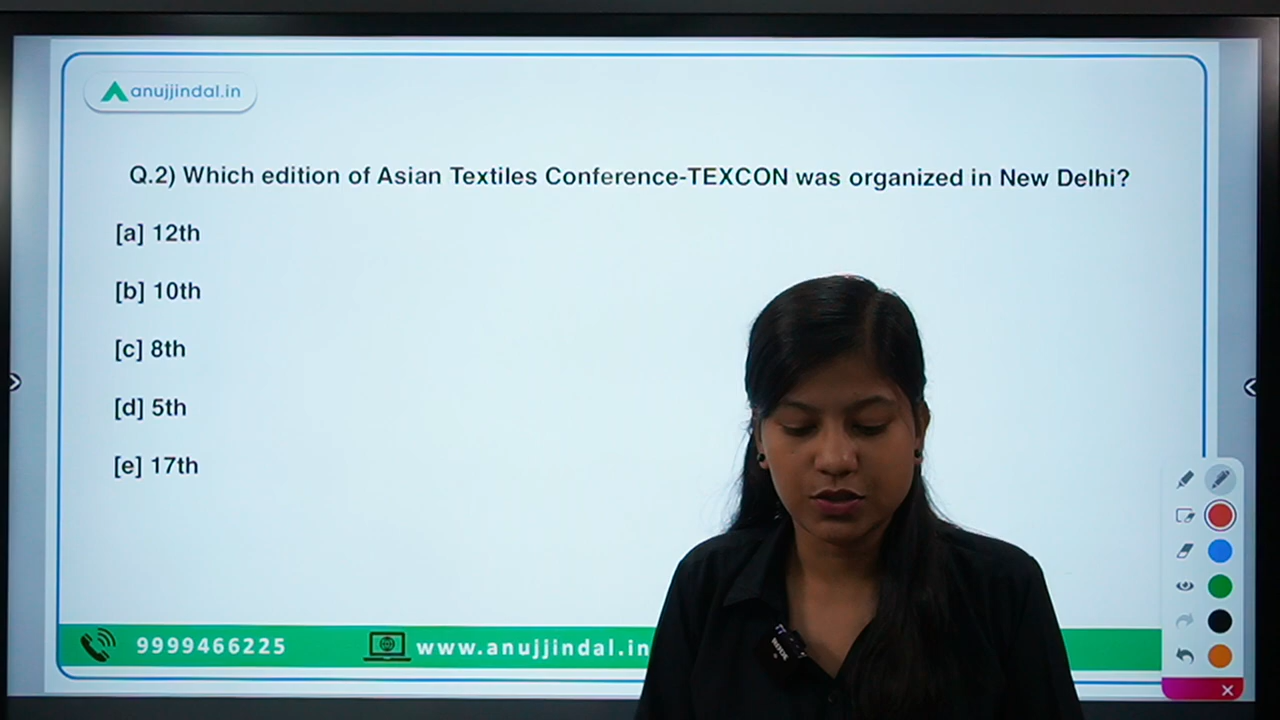 anujjindal.in
Q.2) Which edition of Asian Textiles Conference-TEXCON was organized in New Delhi?
[a] 12th
[b] 10th
[c] 8th
[d] 5th
[e] 17th
9999466225
www.anujjindal.in